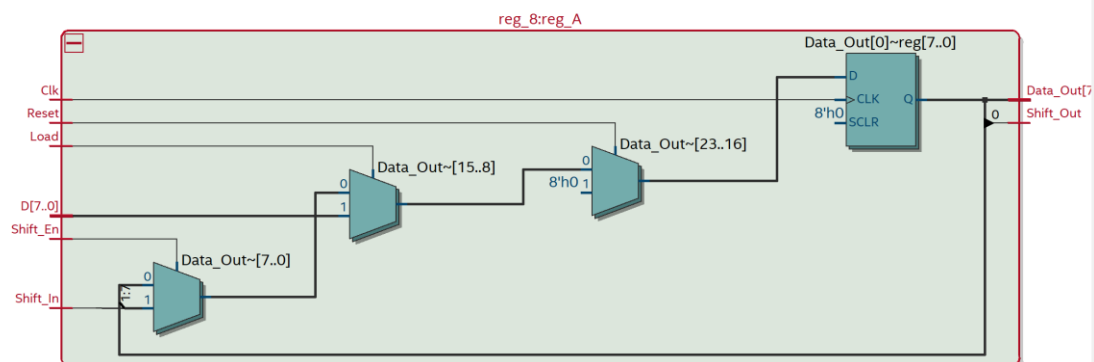 reg_8:reg_A
Data_Out[0]~reg[7..0]
D
Clk
>CLK
Q
Data_Out[7
Reset
8'h0
SCLR
0
Shift_Out
Load
Data_Out~[23..16]
Data_Out~[15..8]
0
8'h0
1
0
1
D[7..0]
Shift_En
Data_Out~[7..0]
0
1:7
1
Shift_In